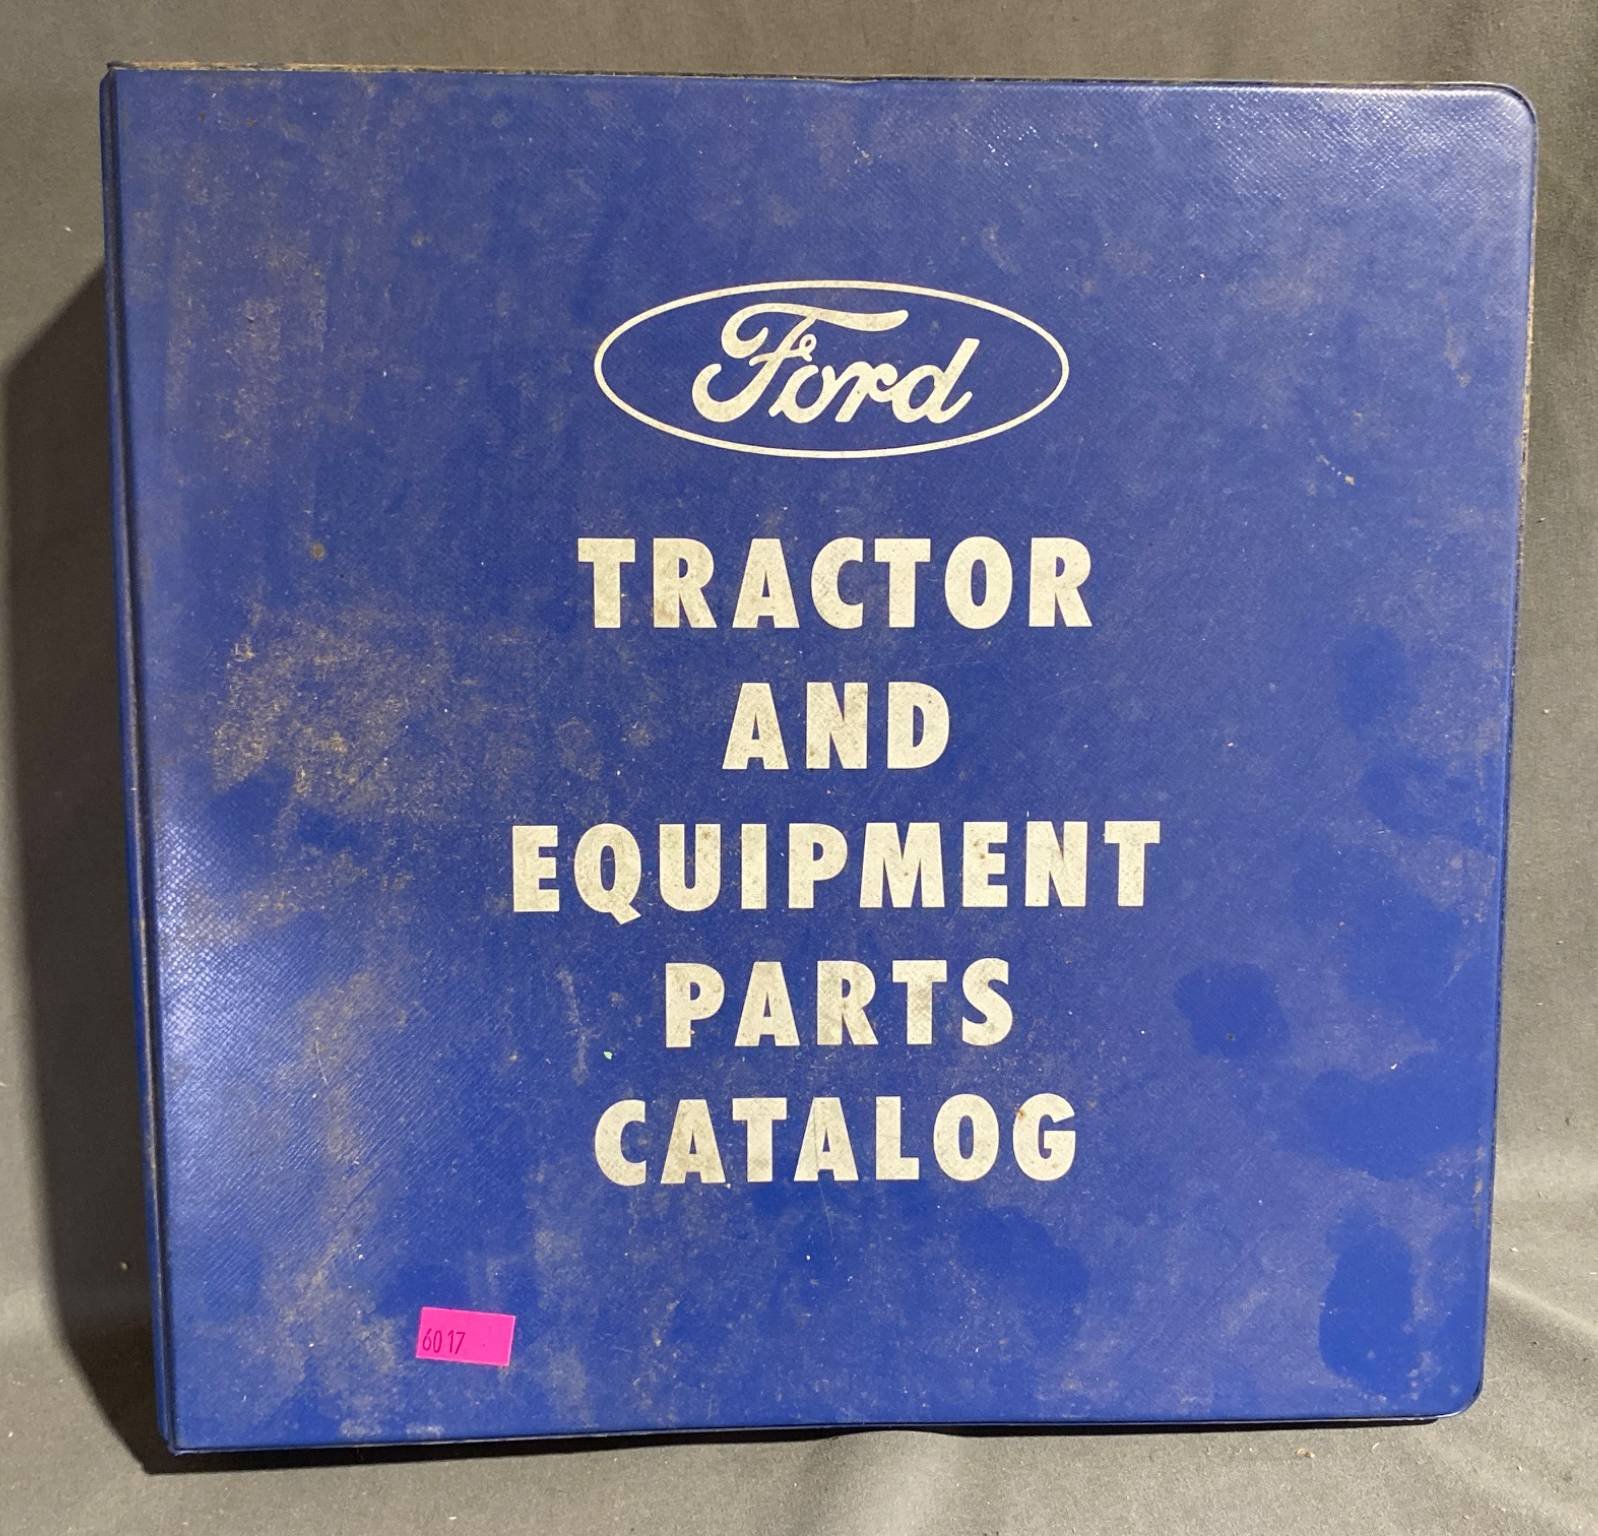 Ford
TRACTOR
AND
EQUIPMENT
PARTS
CATALOG
6017